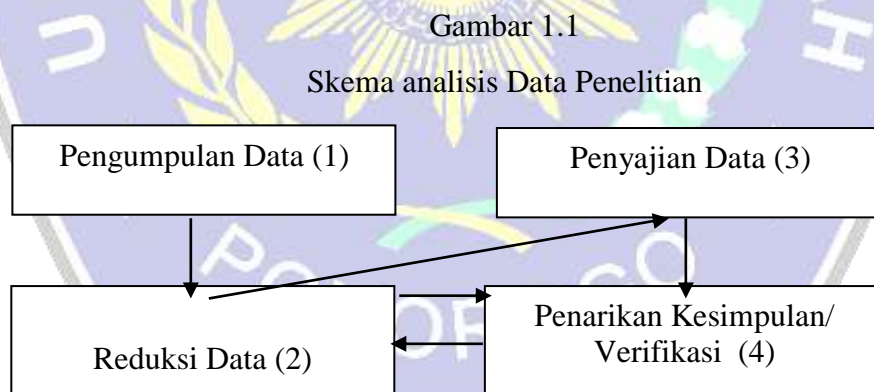 Gambar 1.1
Skema analisis Data Penelitian
Pengumpulan Data (1)
Penyajian Data (3)
Reduksi Data (2)
Penarikan Kesimpulan/
Verifikasi (4)